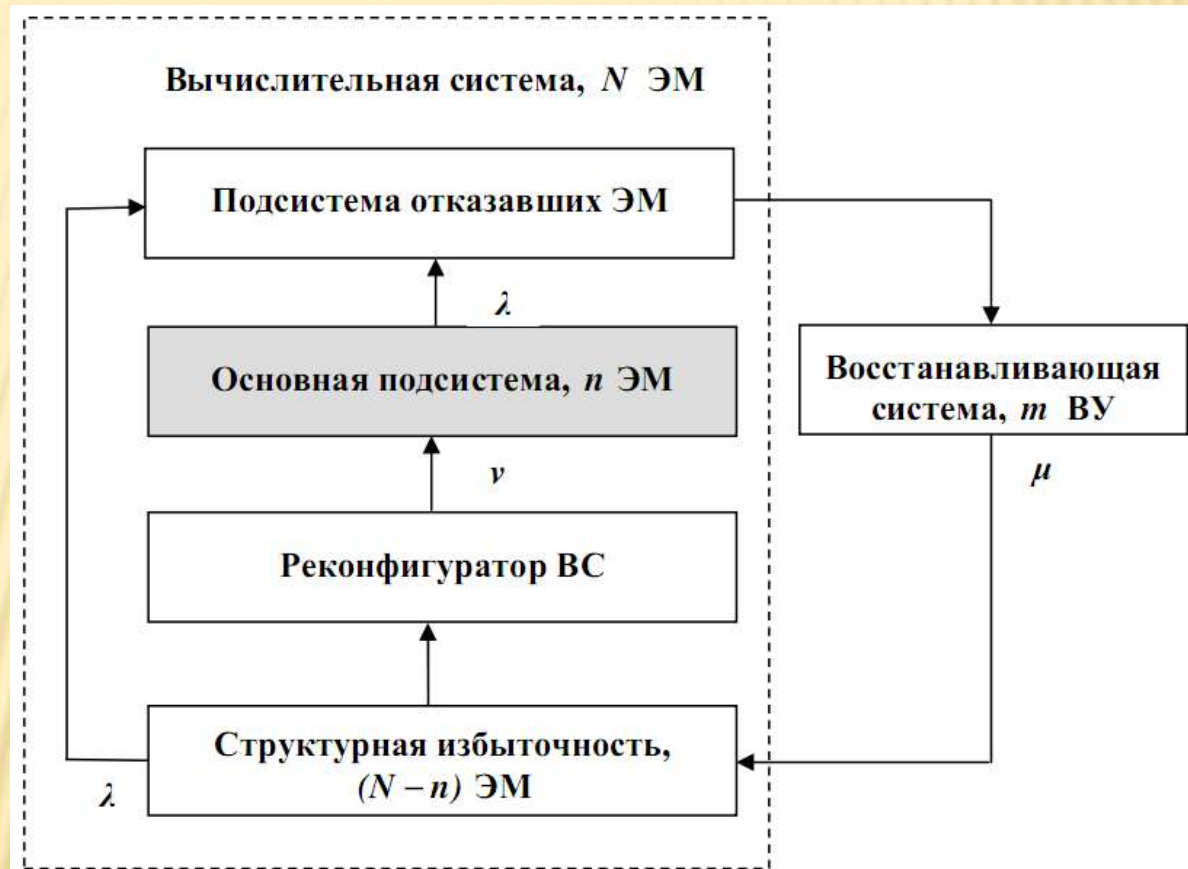 Вычислительная система, N ЭМ
Подсистема отказавших ЭМ
λ
Основная подсистема, n ЭМ
Восстанавливающая
система, m ВУ
ν
μ
Реконфигуратор ВС
Структурная избыточность,
(N – n) ЭМ
λ